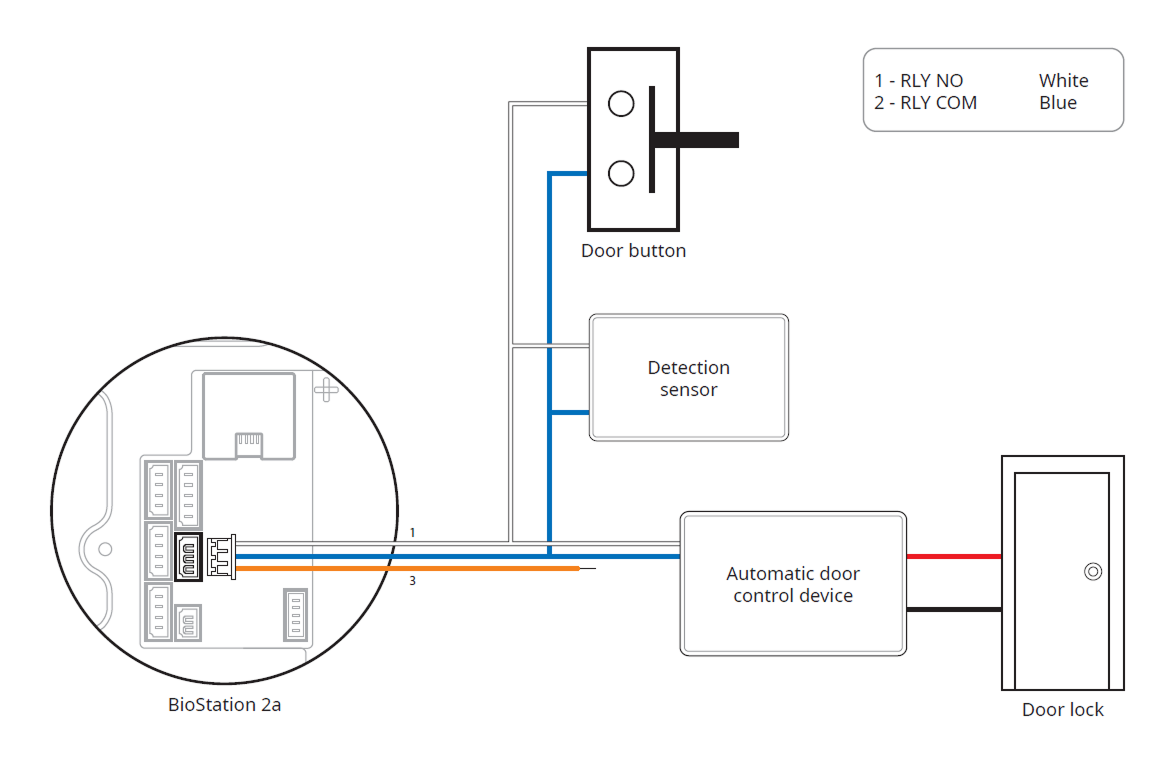 1 - RLY NO White
2 - RLY COM Blue
Door button
Detection
sensor
1
3
Automatic door
control device
BioStation 2a
Door lock